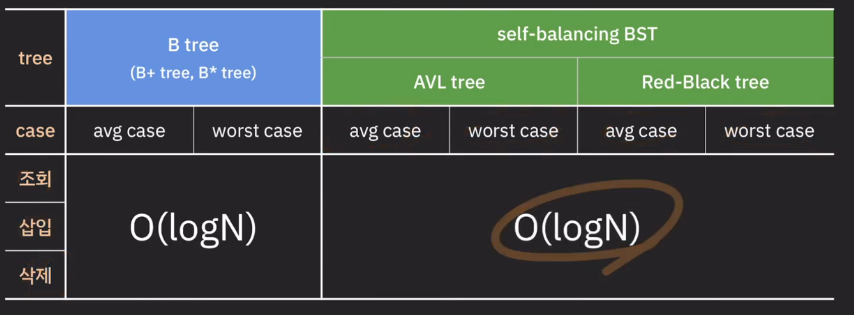 tree
B tree
(B+ tree, B* tree)
self-balancing BST
AVL tree
Red-Black tree
case
avg case
worst case
avg case
worst case
avg case
worst case
조회
삽입
삭제
O(logN)
O(logN)